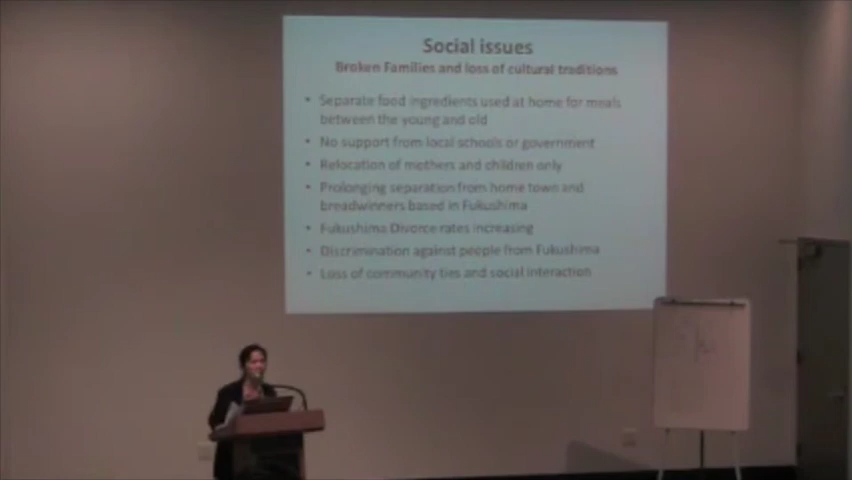 Social issues
Broken Families and loss of cultural traditions
• Separate food ingredients used at home for meals
between the young and old
• No support from local schools or government
• Relocation of mothers and children only
• Prolonging separation from home town and
breadwinners based in Fukushima
• Fukushima Divorce rates increasing
• Discrimination against people from Fukushima
• Loss of community ties and social interaction